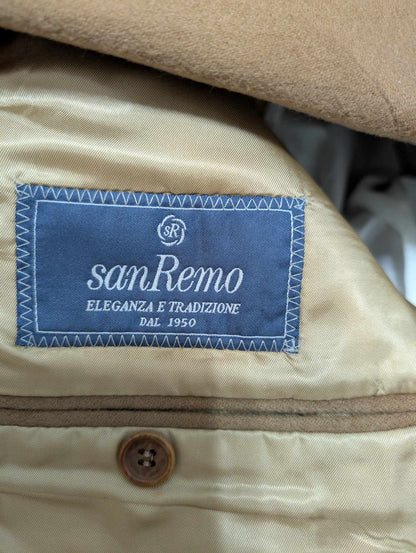 SR
sanRemo
ELEGANZA E TRADIZIONE
DAL 1950